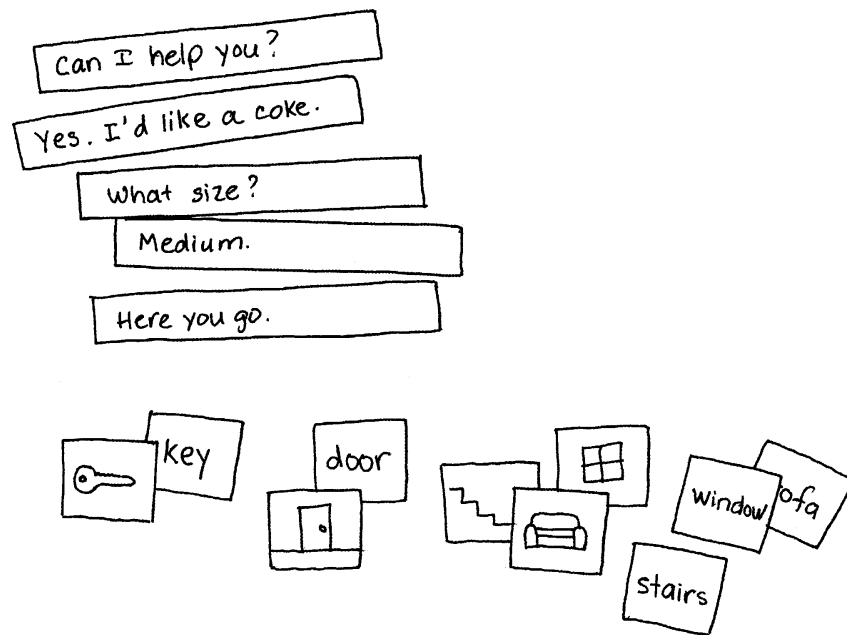 Can I help you?
Yes. I'd like a coke.
What size?
Medium.
Here you go.
key
door
window
ofa
stairs